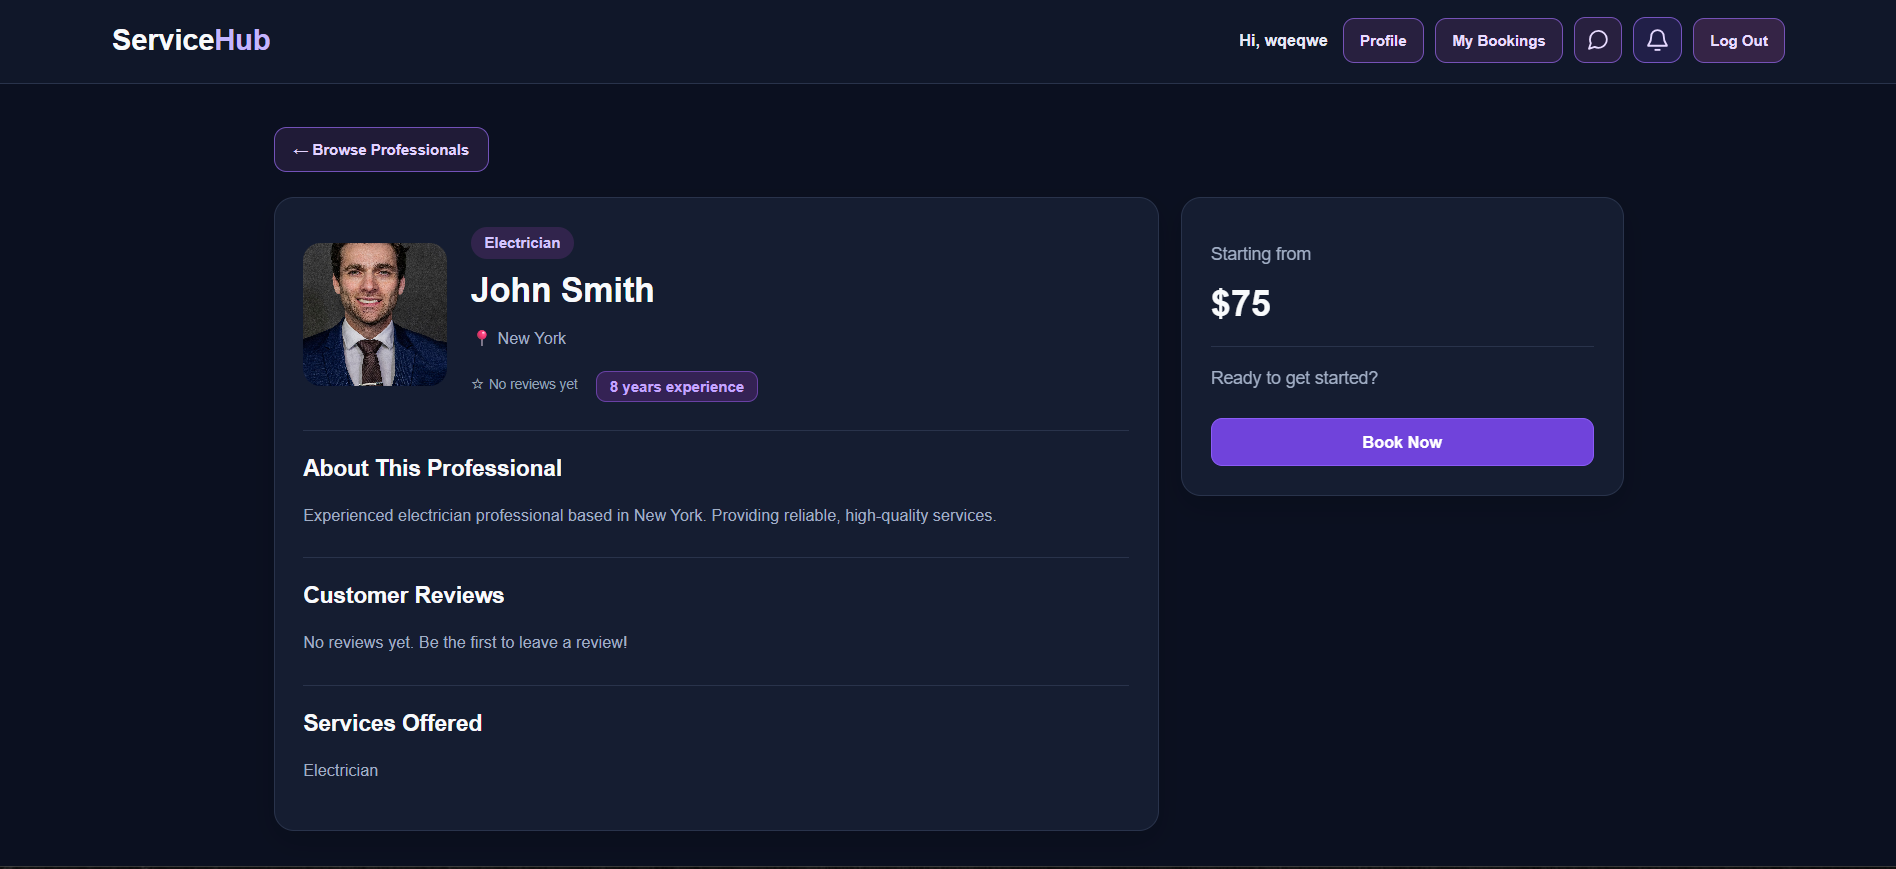 ServiceHub
Hi, wqeqwe
Profile
My Bookings
Log Out
← Browse Professionals
Electrician
John Smith
📍 New York
☆ No reviews yet
8 years experience
About This Professional
Experienced electrician professional based in New York. Providing reliable, high-quality services.
Customer Reviews
No reviews yet. Be the first to leave a review!
Services Offered
Electrician
Starting from
$75
Ready to get started?
Book Now